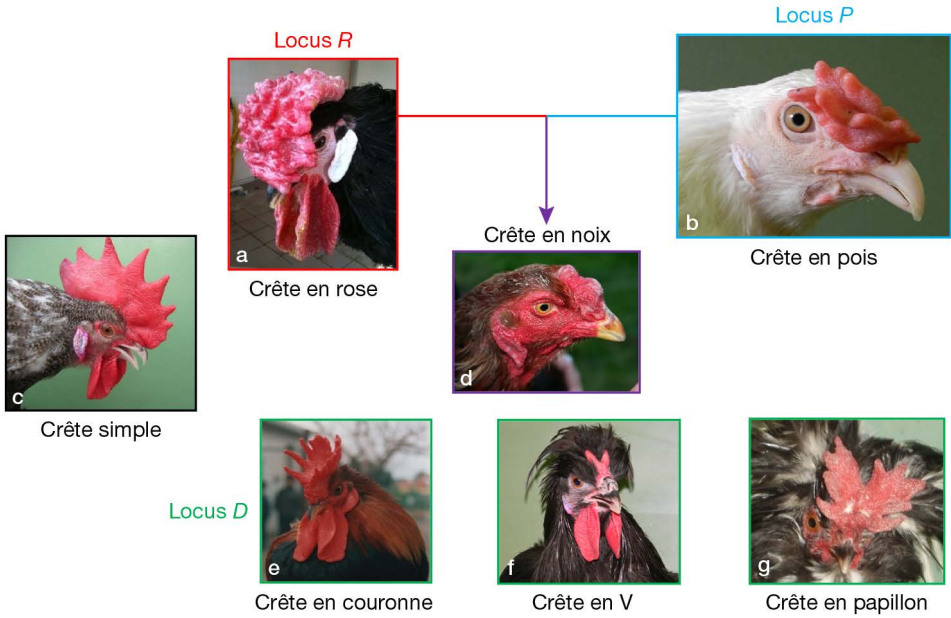 Locus R
Locus P
a
b
Crête en rose
Crête en pois
Crête en noix
c
d
Crête simple
Locus D
e
f
g
Crête en couronne
Crête en V
Crête en papillon